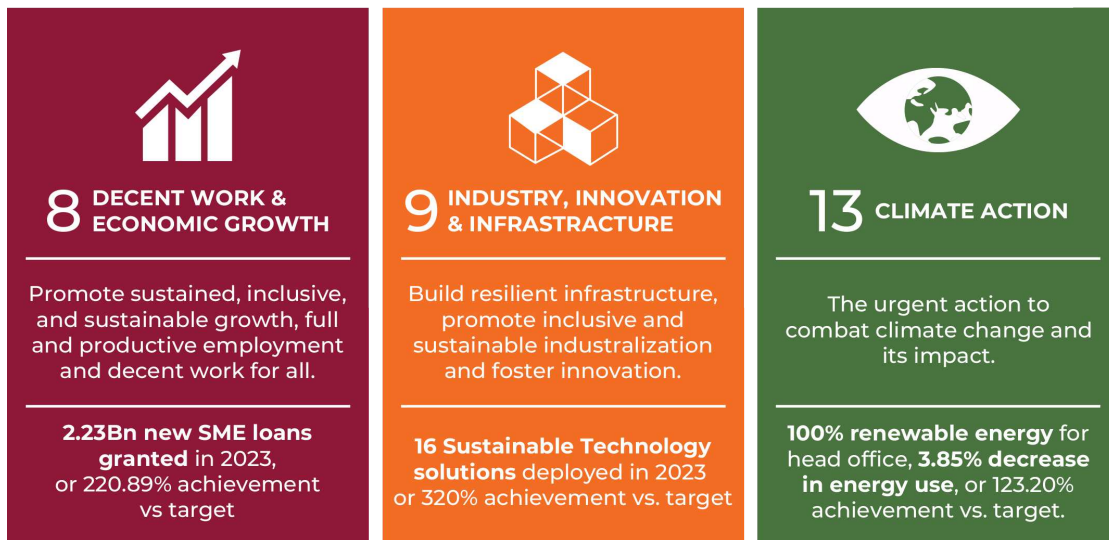 8 DECENT WORK &
ECONOMIC GROWTH
Promote sustained, inclusive,
and sustainable growth, full
and productive employment
and decent work for all.
2.23Bn new SME loans
granted in 2023,
or 220.89% achievement
vs target
9 INDUSTRY, INNOVATION
& INFRASTRACTURE
Build resilient infrastructure,
promote inclusive and
sustainable industralization
and foster innovation.
16 Sustainable Technology
solutions deployed in 2023
or 320% achievement vs. target
13 CLIMATE ACTION
The urgent action to
combat climate change and
its impact.
100% renewable energy for
head office, 3.85% decrease
in energy use, or 123.20%
achievement vs. target.